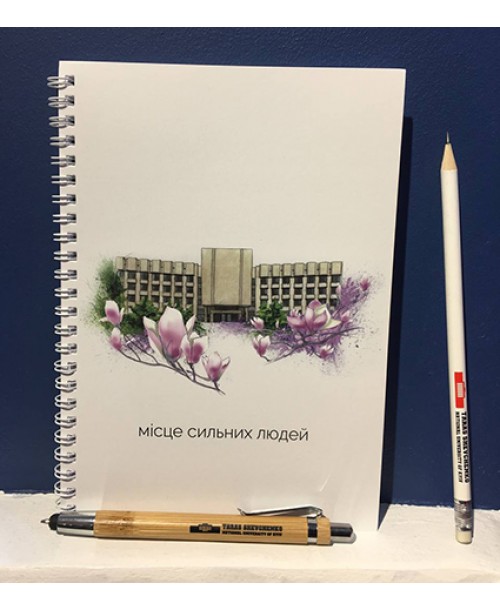 місце сильних людей
TARAS SHEVCHENKO
NATIONAL UNIVERSITY OF KYIV
TARAS SHEVCHENKO
NATIONAL UNIVERSITY OF KYIV